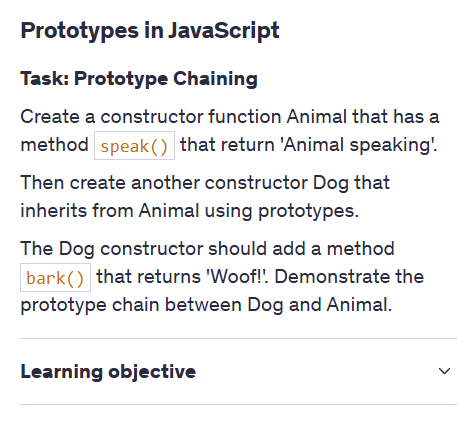 Prototypes in JavaScript
Task: Prototype Chaining
Create a constructor function Animal that has a
method speak() that return 'Animal speaking'.
Then create another constructor Dog that
inherits from Animal using prototypes.
The Dog constructor should add a method
bark() that returns 'Woof!'. Demonstrate the
prototype chain between Dog and Animal.
Learning objective